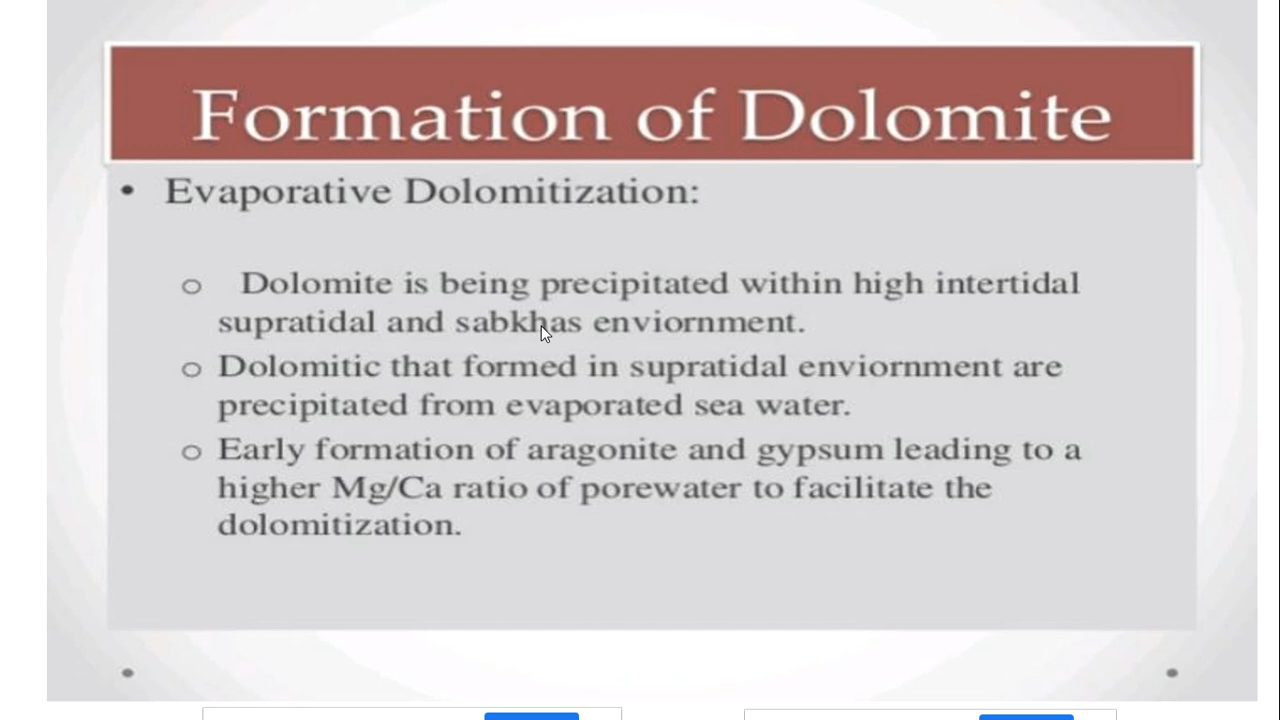 Formation of Dolomite
• Evaporative Dolomitization:
o Dolomite is being precipitated within high intertidal
supratidal and sabkhas enviornment.
o Dolomitic that formed in supratidal enviornment are
precipitated from evaporated sea water.
o Early formation of aragonite and gypsum leading to a
higher Mg/Ca ratio of porewater to facilitate the
dolomitization.